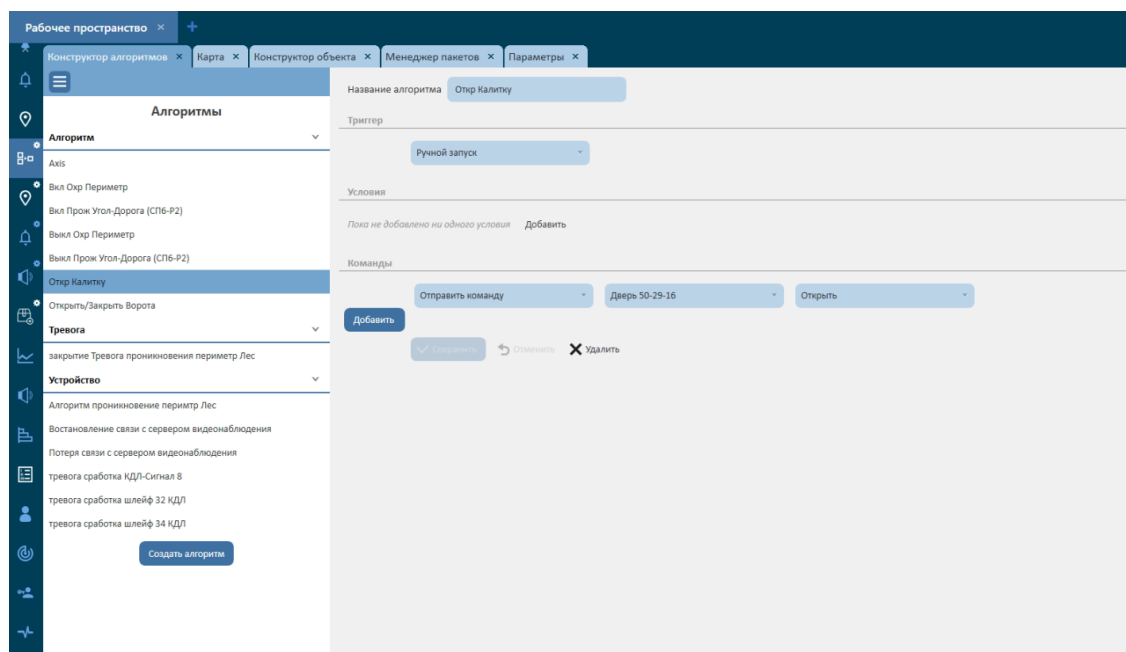 Рабочее пространство × +
Конструктор алгоритмов × Карта × Конструктор объекта × Менеджер пакетов × Параметры ×
Алгоритмы
Алгоритм
Axis
Вкл Охр Периметр
Вкл Прож Угол-Дорога (СП6-Р2)
Выкл Охр Периметр
Выкл Прож Угол-Дорога (СП6-Р2)
Откр Калитку
Открыть/Закрыть Ворота
Тревога
закрытие Тревога проникновения периметр Лес
Устройство
Алгоритм проникновение перимтр Лес
Востановление связи с сервером видеонаблюдения
Потеря связи с сервером видеонаблюдения
тревога сработка КДЛ-Сигнал 8
тревога сработка шлейф 32 КДЛ
тревога сработка шлейф 34 КДЛ
Создать алгоритм
Название алгоритма Откр Калитку
Триггер
Ручной запуск
Условия
Пока не добавлено ни одного условия Добавить
Команды
Отправить команду Дверь 50-29-16 Открыть
Добавить
Сохранить Отменить Удалить